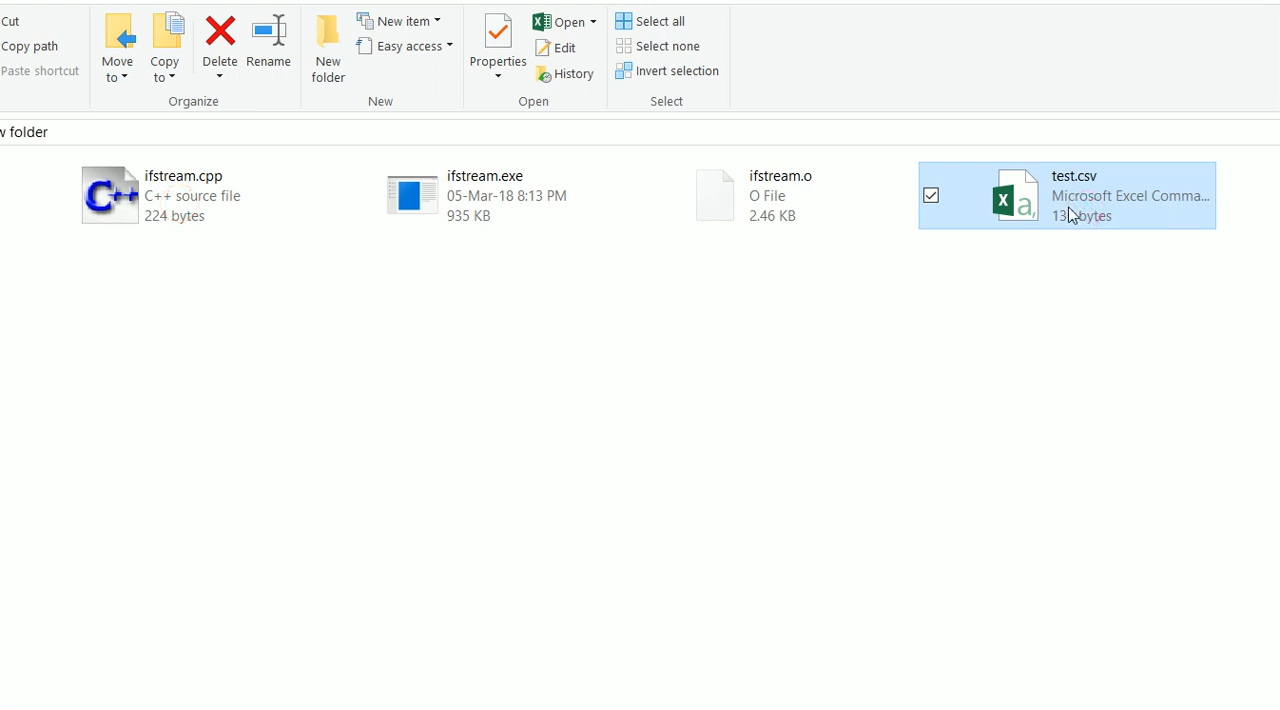 Cut
Copy path
Paste shortcut
Move to
Copy to
Delete
Rename
Organize
New folder
New item
Easy access
New
Properties
Open
Edit
History
Open
Select all
Select none
Invert selection
Select
folder
ifstream.cpp
C++ source file
224 bytes
ifstream.exe
05-Mar-18 8:13 PM
935 KB
ifstream.o
O File
2.46 KB
test.csv
Microsoft Excel Comma...
bytes